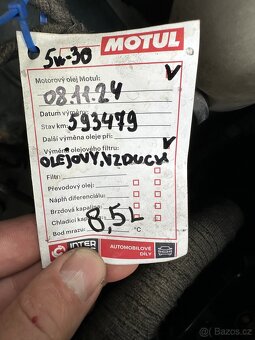 5w-30 MOTUL
Motorový olej Motul: ✓
08.11.24
Datum výměny
Stav km: 593479
Další výměna oleje při:
Výměna olejového filtru: ✓
OLEJOVÝ, VZDUCH
Filtr:
Převodový olej:
Náplň diferenciálu:
Brzdová kapalina:
Chladící kapalina:
8,5L
Bod mrazu: °C
INTER
AUTOMOBILOVÉ
DÍLY
Sbazoš.cz